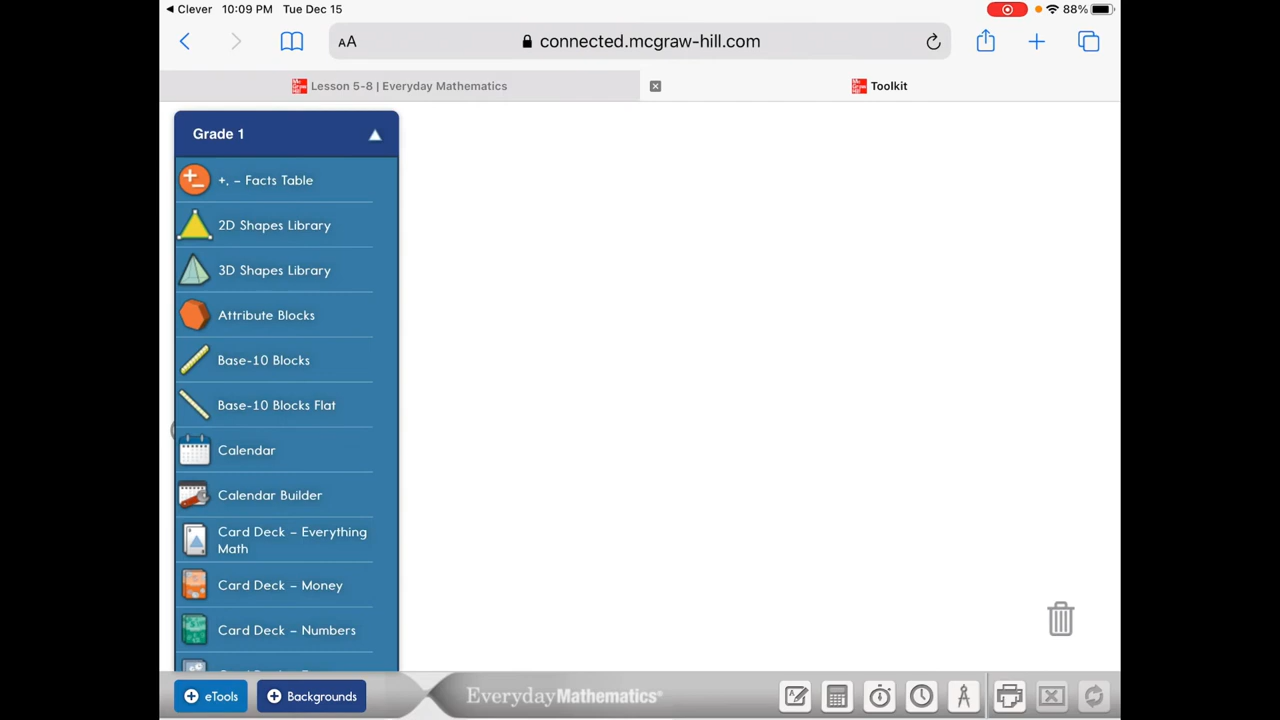 Clever 10:09 PM Tue Dec 15 88%
AA connected.mcgraw-hill.com
Lesson 5-8 | Everyday Mathematics
Toolkit
Grade 1
+, - Facts Table
2D Shapes Library
3D Shapes Library
Attribute Blocks
Base-10 Blocks
Base-10 Blocks Flat
Calendar
Calendar Builder
Card Deck - Everything
Math
Card Deck - Money
Card Deck - Numbers
eTools
Backgrounds
EverydayMathematics®